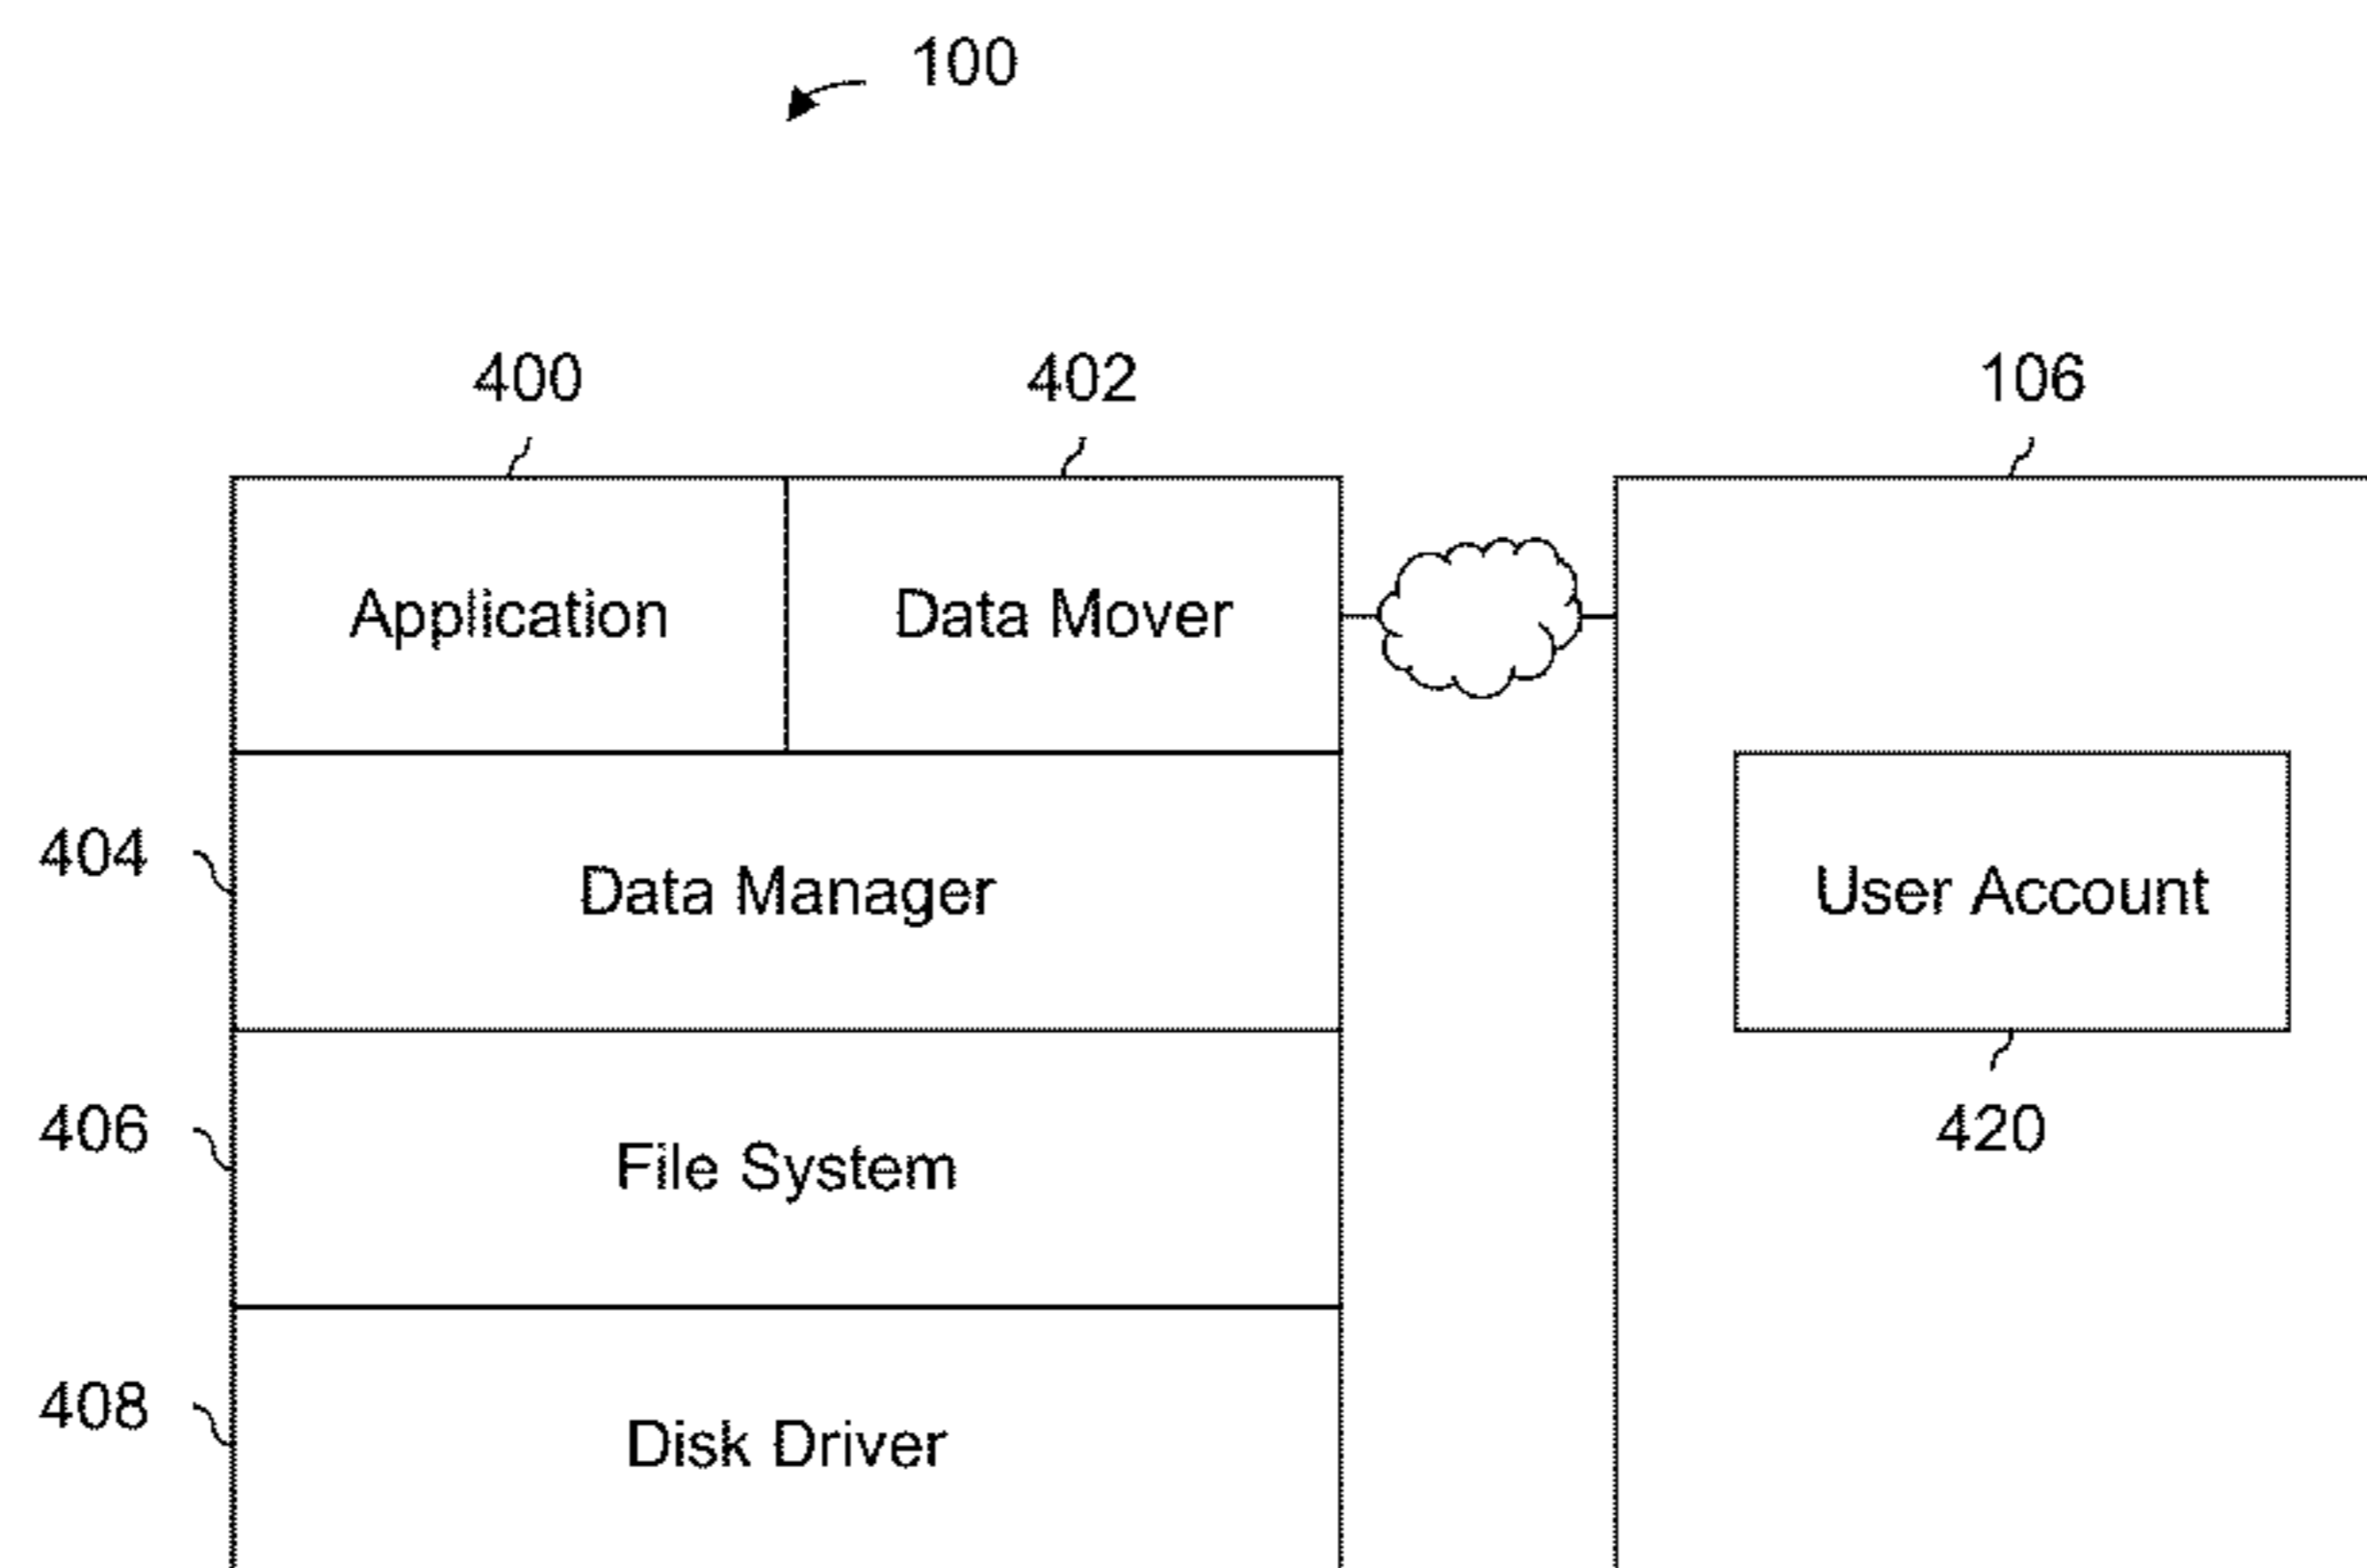 100
400
402
106
Application
Data Mover
404
Data Manager
User Account
406
File System
420
408
Disk Driver